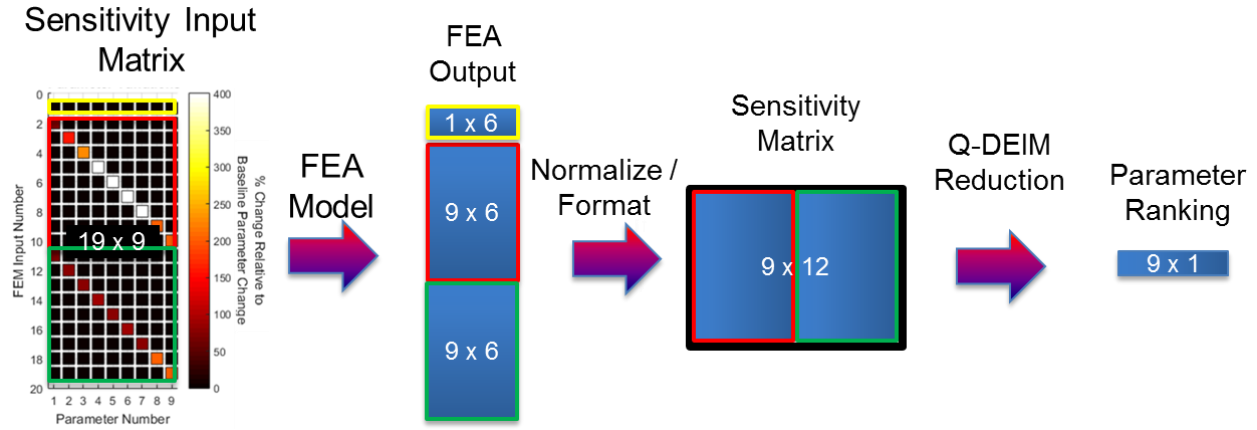 Sensitivity Input
Matrix
0
2
4
6
8
10
12
14
16
18
20
FEM Input Number
1 2 3 4 5 6 7 8 9
Parameter Number
19 x 9
400
350
300
250
200
150
100
50
0
% Change Relative to
Baseline Parameter Change
FEA
Model
FEA
Output
1 x 6
9 x 6
9 x 6
Normalize /
Format
Sensitivity
Matrix
9 x 12
Q-DEIM
Reduction
Parameter
Ranking
9 x 1